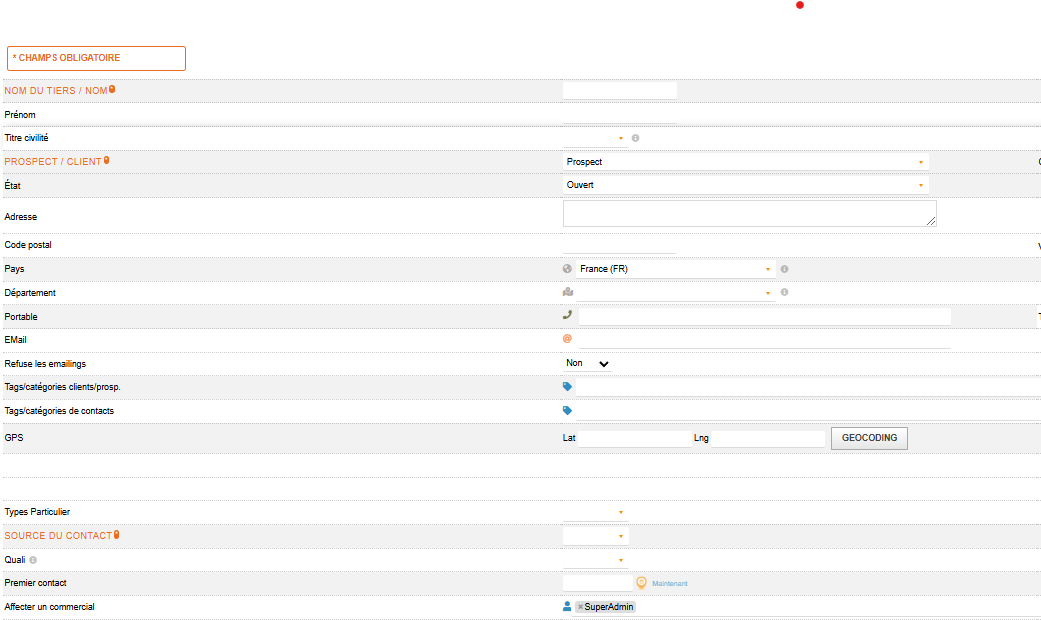 * CHAMPS OBLIGATOIRE
NOM DU TIERS / NOM
Prénom
Titre civilité
PROSPECT / CLIENT Prospect
État Ouvert
Adresse
Code postal
Pays France (FR)
Département
Portable
EMail
Refuse les emailings Non
Tags/catégories clients/prosp.
Tags/catégories de contacts
GPS Lat Lng GEOCODING
Types Particulier
SOURCE DU CONTACT
Quali
Premier contact Maintenant
Affecter un commercial × SuperAdmin